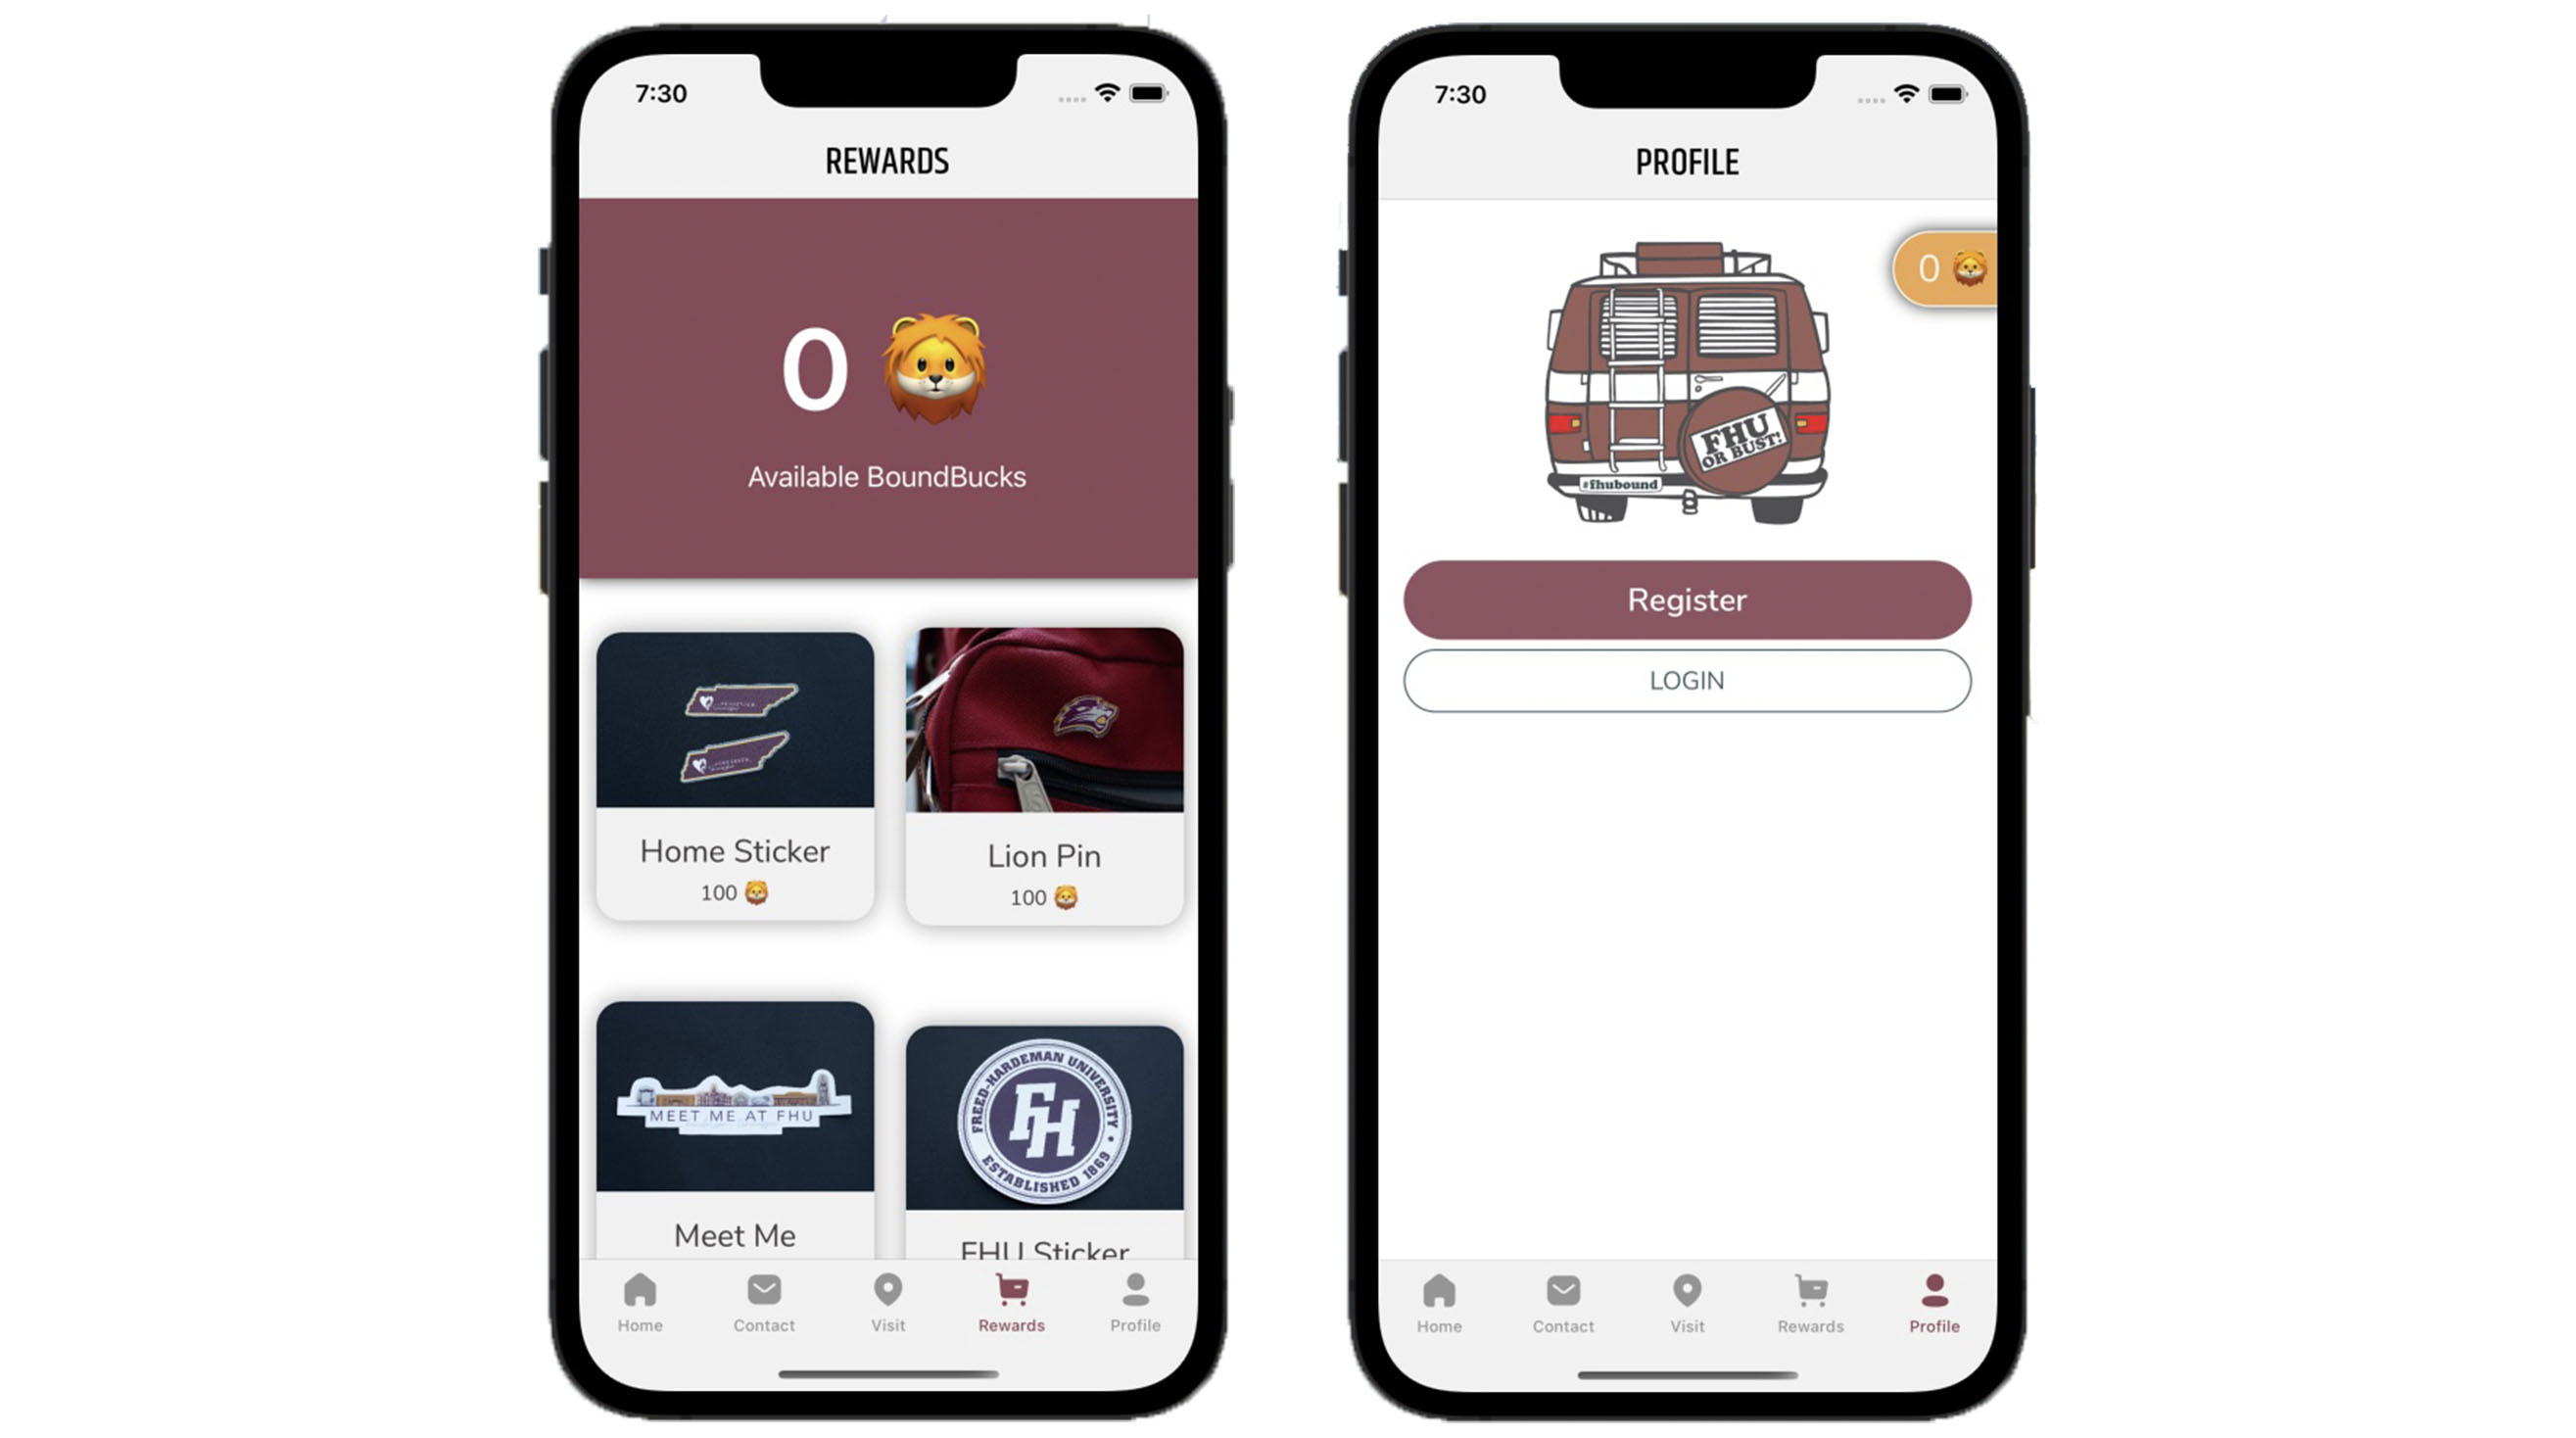 7:30
REWARDS
0
Available BoundBucks
Home Sticker
100
Lion Pin
100
MEET ME AT FHU
Meet Me
FREED-HARDEMAN UNIVERSITY
FH
ESTABLISHED 1869
FHU Sticker
Home
Contact
Visit
Rewards
Profile
7:30
PROFILE
0
FHU
OR BUST!
#fhubound
Register
LOGIN
Home
Contact
Visit
Rewards
Profile